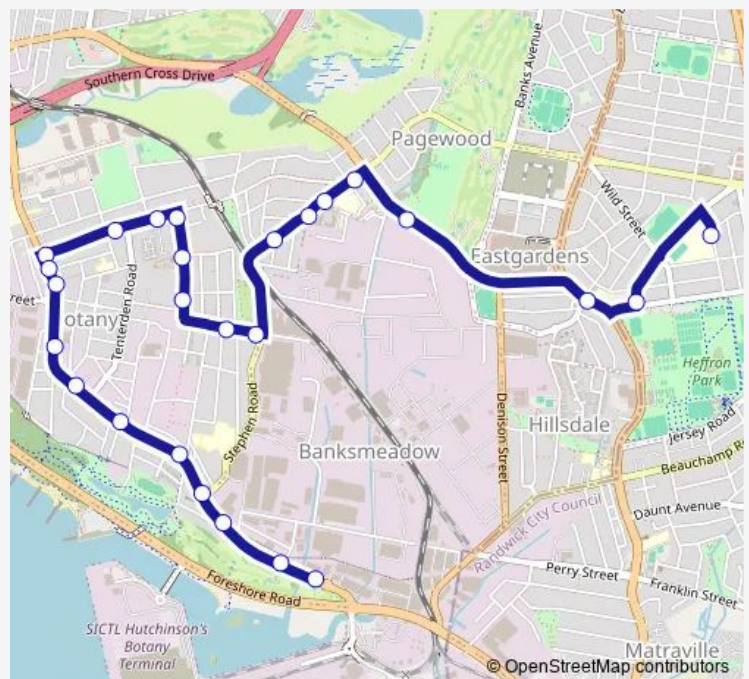 Southern Cross Drive
Banks Avenue
Pagewood
Wild Street
Eastgardens
Tenterden Road
reet
otany
Heffron
Park
Denison Street
Hillsdale
Jersey Road
Stephen Road
Banksmeadow
Beauchamp Ro
Randwick City Council
Daunt Avenue
Perry Street
Foreshore Road
Franklin Street
SICTL Hutchinson's
Botany
Terminal
Matraville
© OpenStreetMap contributors